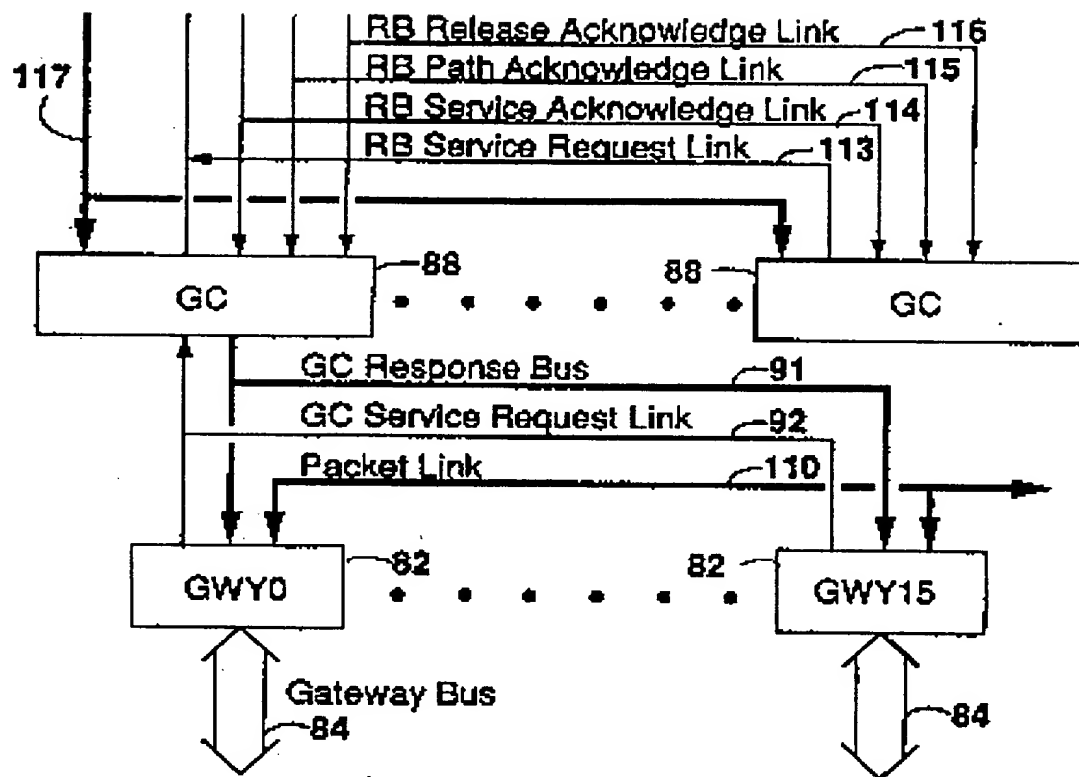 RB Release Acknowledge Link 116
117 RB Path Acknowledge Link 115
RB Service Acknowledge Link 114
RB Service Request Link 113
88 88
GC GC
GC Response Bus 91
GC Service Request Link 92
Packet Link 110
82 82
GWY0 GWY15
Gateway Bus
84 84